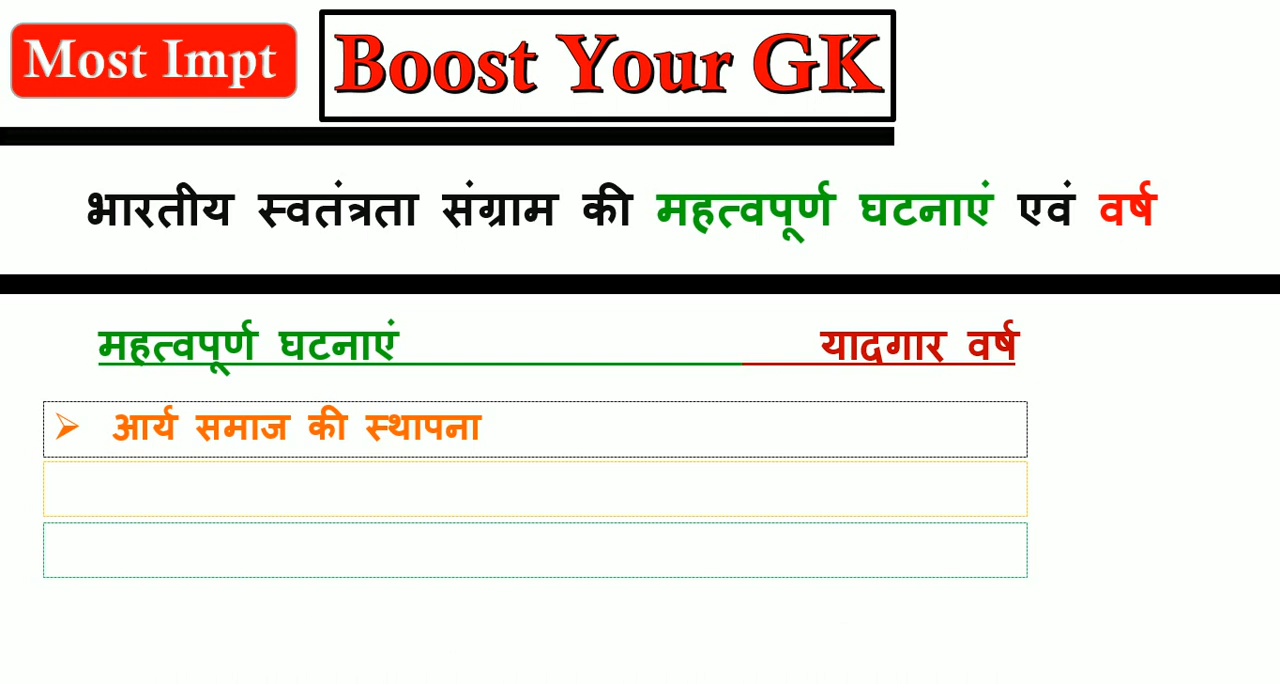 Most Impt
Boost Your GK
भारतीय स्वतंत्रता संग्राम की महत्वपूर्ण घटनाएं एवं वर्ष
महत्वपूर्ण घटनाएं यादगार वर्ष
➢ आर्य समाज की स्थापना